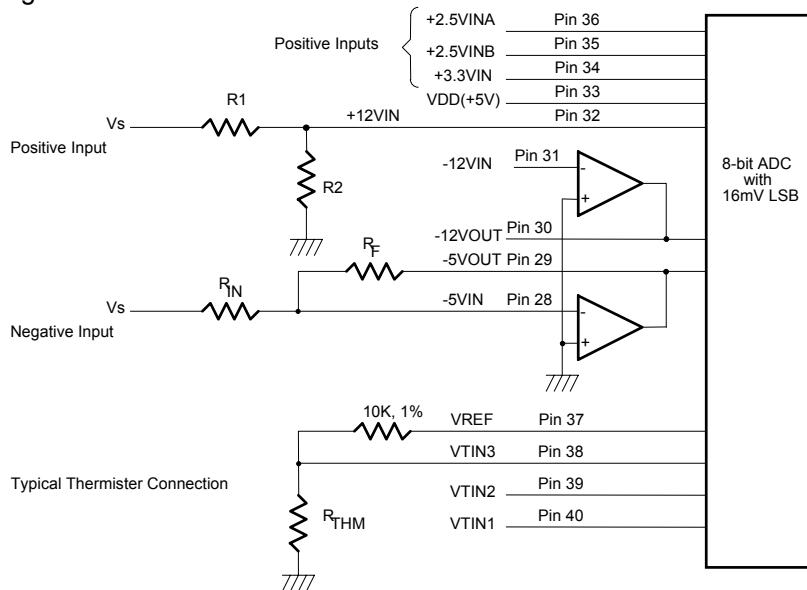 g
+2.5VINA Pin 36
Positive Inputs
+2.5VINB Pin 35
+3.3VIN Pin 34
VDD(+5V) Pin 33
R1
Vs +12VIN Pin 32
Positive Input
R2
-12VIN Pin 31
8-bit ADC
with
16mV LSB
- +
-12VOUT Pin 30
RF -5VOUT Pin 29
RIN
Vs -5VIN Pin 28
Negative Input
- +
10K, 1% VREF Pin 37
VTIN3 Pin 38
Typical Thermister Connection
VTIN2 Pin 39
RTHM
VTIN1 Pin 40